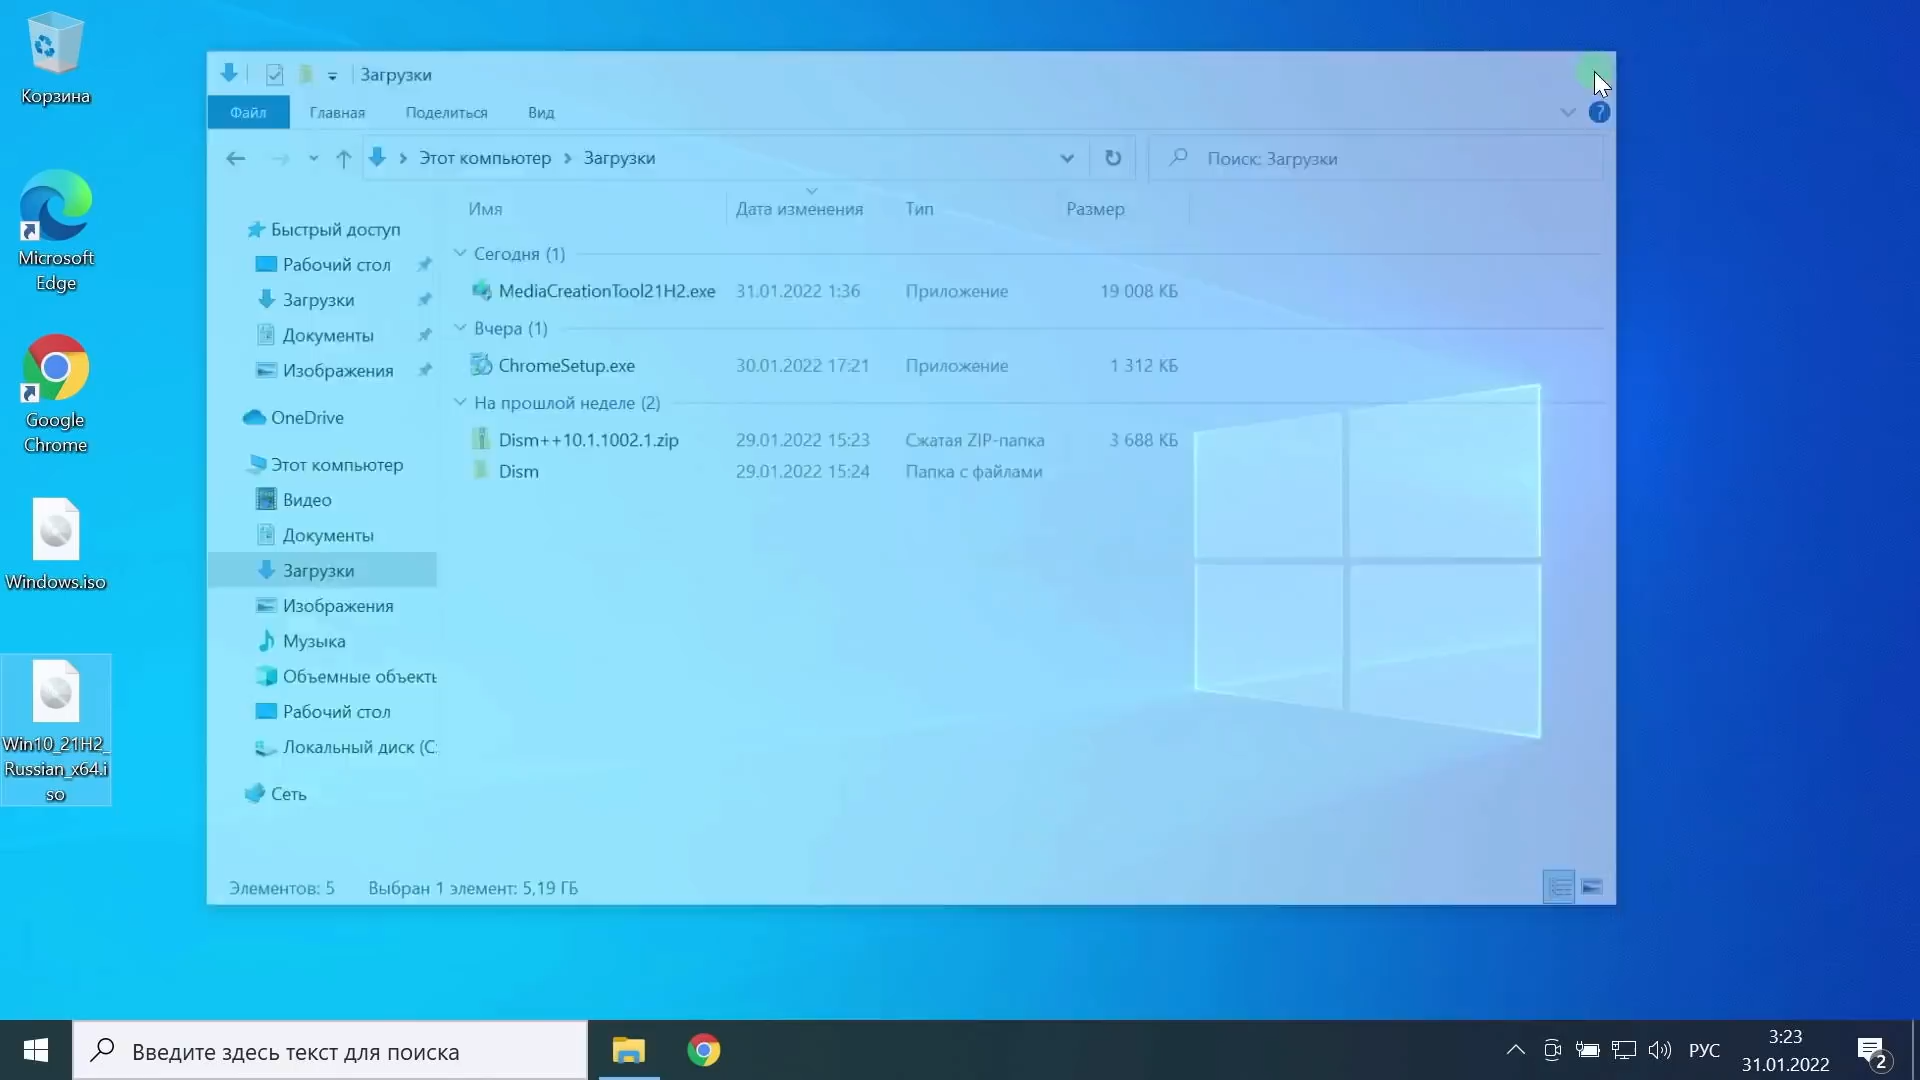 Корзина
Microsoft
Edge
Google
Chrome
Windows.iso
Win10_21H2_
Russian_x64.i
so
Загрузки
Файл
Главная
Поделиться
Вид
?
Этот компьютер
Загрузки
Поиск: Загрузки
Имя
Дата изменения
Тип
Размер
Быстрый доступ
Рабочий стол
Загрузки
Документы
Изображения
OneDrive
Этот компьютер
Видео
Документы
Загрузки
Изображения
Музыка
Объемные объекты
Рабочий стол
Локальный диск (C:
Сеть
Сегодня (1)
MediaCreationTool21H2.exe 31.01.2022 1:36 Приложение 19 008 КБ
Вчера (1)
ChromeSetup.exe 30.01.2022 17:21 Приложение 1 312 КБ
На прошлой неделе (2)
Dism++10.1.1002.1.zip 29.01.2022 15:23 Сжатая ZIP-папка 3 688 КБ
Dism 29.01.2022 15:24 Папка с файлами
Элементов: 5 Выбран 1 элемент: 5,19 ГБ
Введите здесь текст для поиска
РУС
3:23
31.01.2022
2